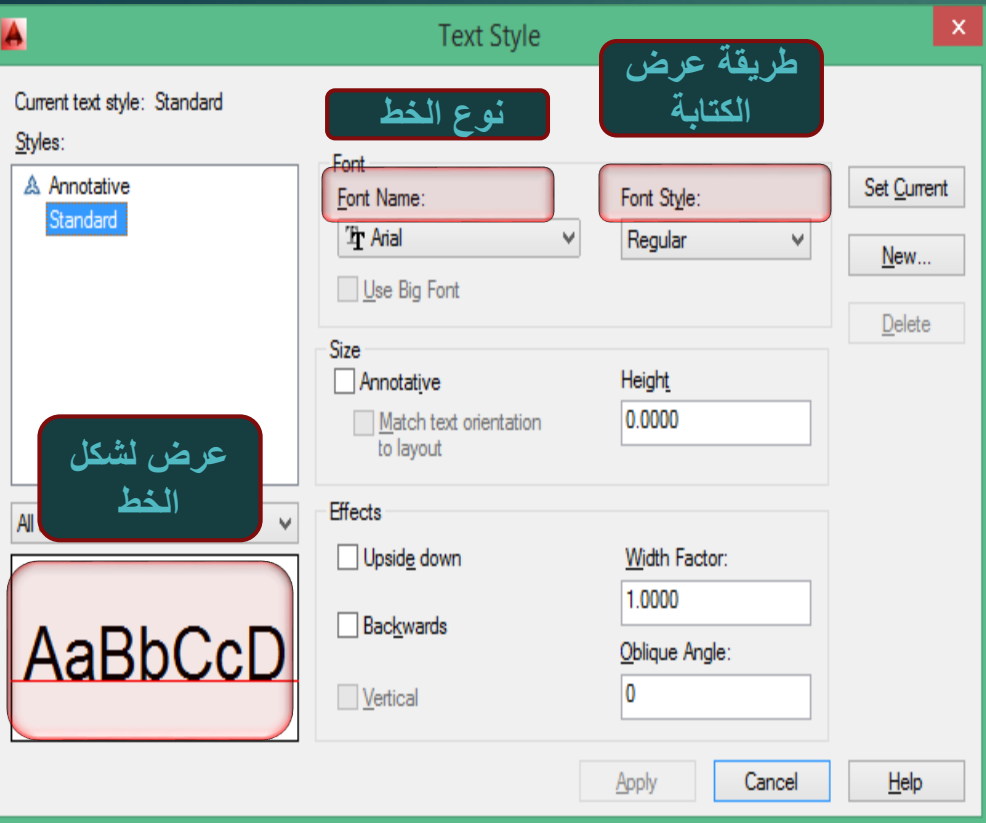 Text Style
x
طريقة عرض
الكتابة
نوع الخط
Current text style: Standard
Styles:
Annotative
Standard
Font
Font Name:
Arial
Use Big Font
Font Style:
Regular
Set Current
New...
Delete
Size
Annotative
Match text orientation
to layout
Height
0.0000
عرض لشكل
الخط
All
AaBbCcD
Effects
Upside down
Backwards
Vertical
Width Factor:
1.0000
Oblique Angle:
0
Apply
Cancel
Help